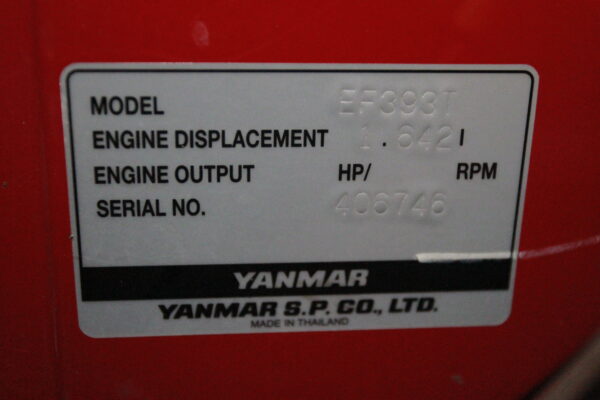 MODEL EF393T
ENGINE DISPLACEMENT 1.642 l
ENGINE OUTPUT HP/ RPM
SERIAL NO. 406746
YANMAR
YANMAR S.P. CO., LTD.
MADE IN THAILAND